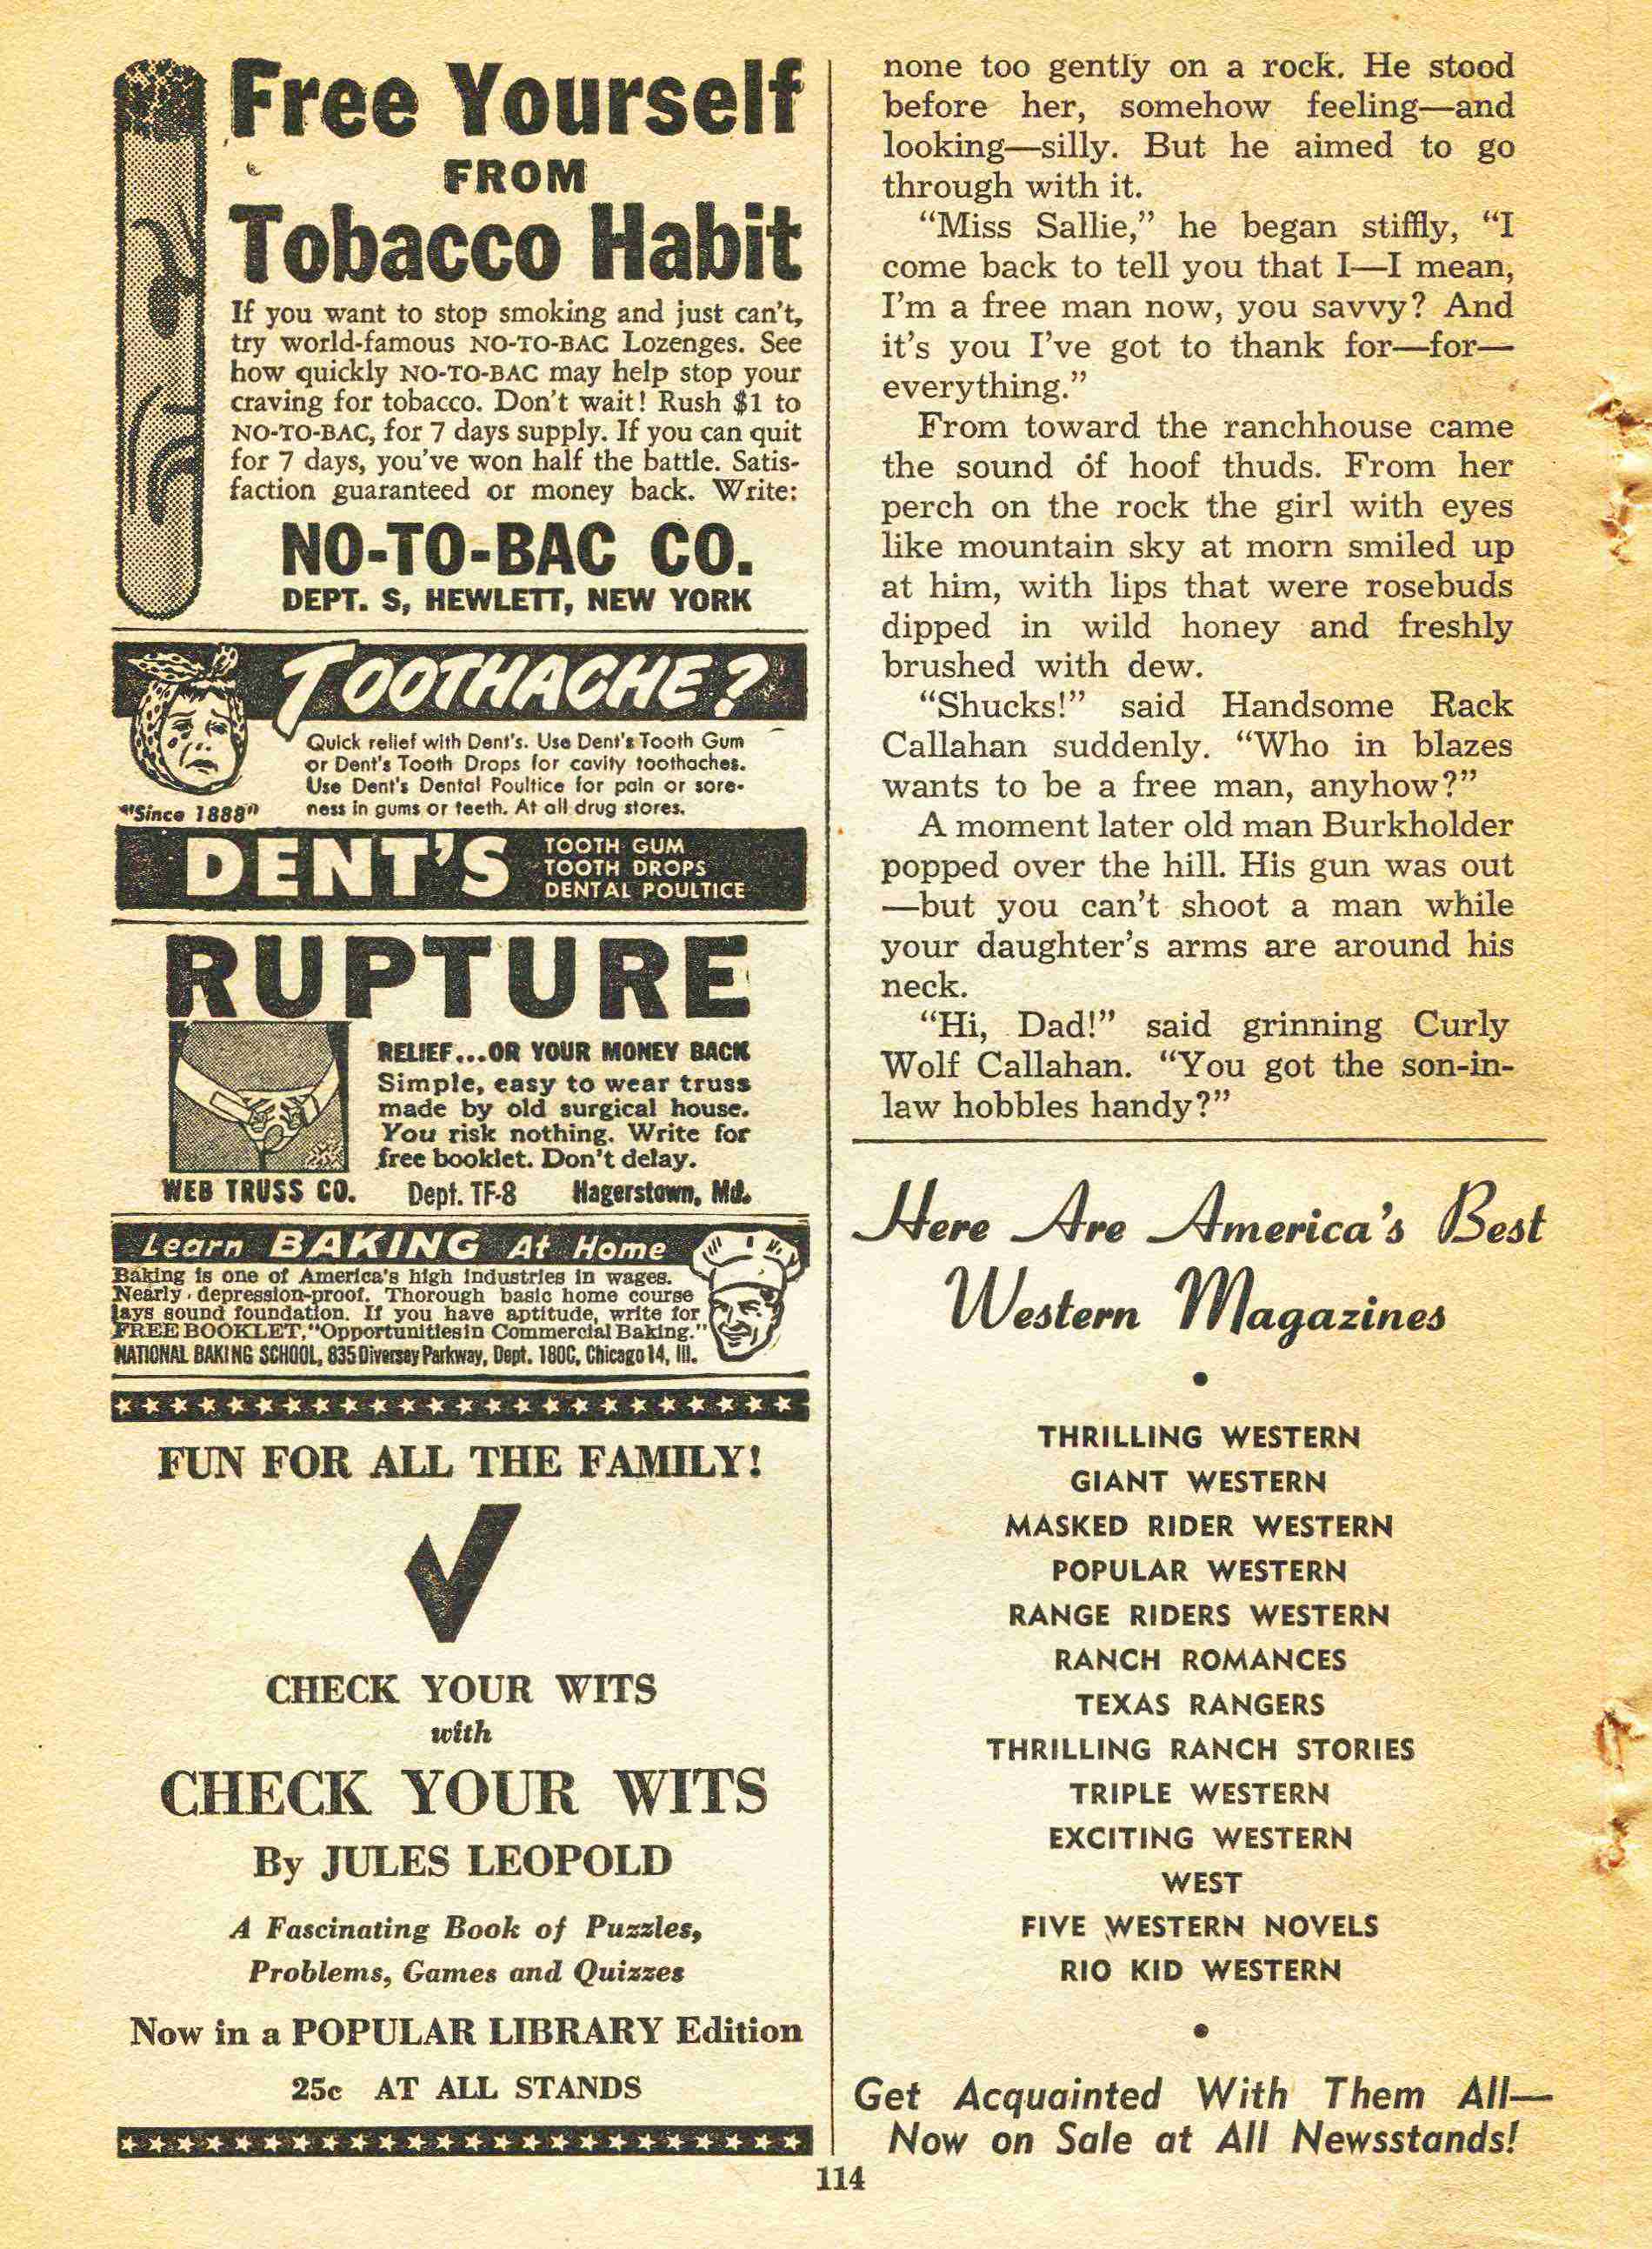 Free Yourself
FROM
Tobacco Habit
If you want to stop smoking and just can't,
try world-famous NO-TO-BAC Lozenges. See
how quickly NO-TO-BAC may help stop your
craving for tobacco. Don't wait! Rush $1 to
NO-TO-BAC, for 7 days supply. If you can quit
for 7 days, you've won half the battle. Satis-
faction guaranteed or money back. Write:
NO-TO-BAC CO.
DEPT. S, HEWLETT, NEW YORK
TOOTHACHE?
Quick relief with Dent's. Use Dent's Tooth Gum
or Dent's Tooth Drops for cavity toothaches.
Use Dent's Dental Poultice for pain or sore-
ness in gums or teeth. At all drug stores.
"Since 1888"
DENT'S
TOOTH GUM
TOOTH DROPS
DENTAL POULTICE
RUPTURE
RELIEF...OR YOUR MONEY BACK
Simple, easy to wear truss
made by old surgical house.
You risk nothing. Write for
free booklet. Don't delay.
WEB TRUSS CO. Dept. TF-8 Hagerstown, Md.
Learn BAKING At Home
Baking is one of America's high industries in wages.
Nearly depression-proof. Thorough basic home course
lays sound foundation. If you have aptitude, write for
FREE BOOKLET, "Opportunities in Commercial Baking."
NATIONAL BAKING SCHOOL, 835 Diversey Parkway, Dept. 180C, Chicago 14, Ill.
FUN FOR ALL THE FAMILY!
CHECK YOUR WITS
with
CHECK YOUR WITS
By JULES LEOPOLD
A Fascinating Book of Puzzles,
Problems, Games and Quizzes
Now in a POPULAR LIBRARY Edition
25c AT ALL STANDS
none too gently on a rock. He stood
before her, somehow feeling—and
looking—silly. But he aimed to go
through with it.
"Miss Sallie," he began stiffly, "I
come back to tell you that I—I mean,
I'm a free man now, you savvy? And
it's you I've got to thank for—for—
everything."
From toward the ranchhouse came
the sound of hoof thuds. From her
perch on the rock the girl with eyes
like mountain sky at morn smiled up
at him, with lips that were rosebuds
dipped in wild honey and freshly
brushed with dew.
"Shucks!" said Handsome Rack
Callahan suddenly. "Who in blazes
wants to be a free man, anyhow?"
A moment later old man Burkholder
popped over the hill. His gun was out
—but you can't shoot a man while
your daughter's arms are around his
neck.
"Hi, Dad!" said grinning Curly
Wolf Callahan. "You got the son-in-
law hobbles handy?"
Here Are America's Best
Western Magazines
•
THRILLING WESTERN
GIANT WESTERN
MASKED RIDER WESTERN
POPULAR WESTERN
RANGE RIDERS WESTERN
RANCH ROMANCES
TEXAS RANGERS
THRILLING RANCH STORIES
TRIPLE WESTERN
EXCITING WESTERN
WEST
FIVE WESTERN NOVELS
RIO KID WESTERN
•
Get Acquainted With Them All—
Now on Sale at All Newsstands!
114